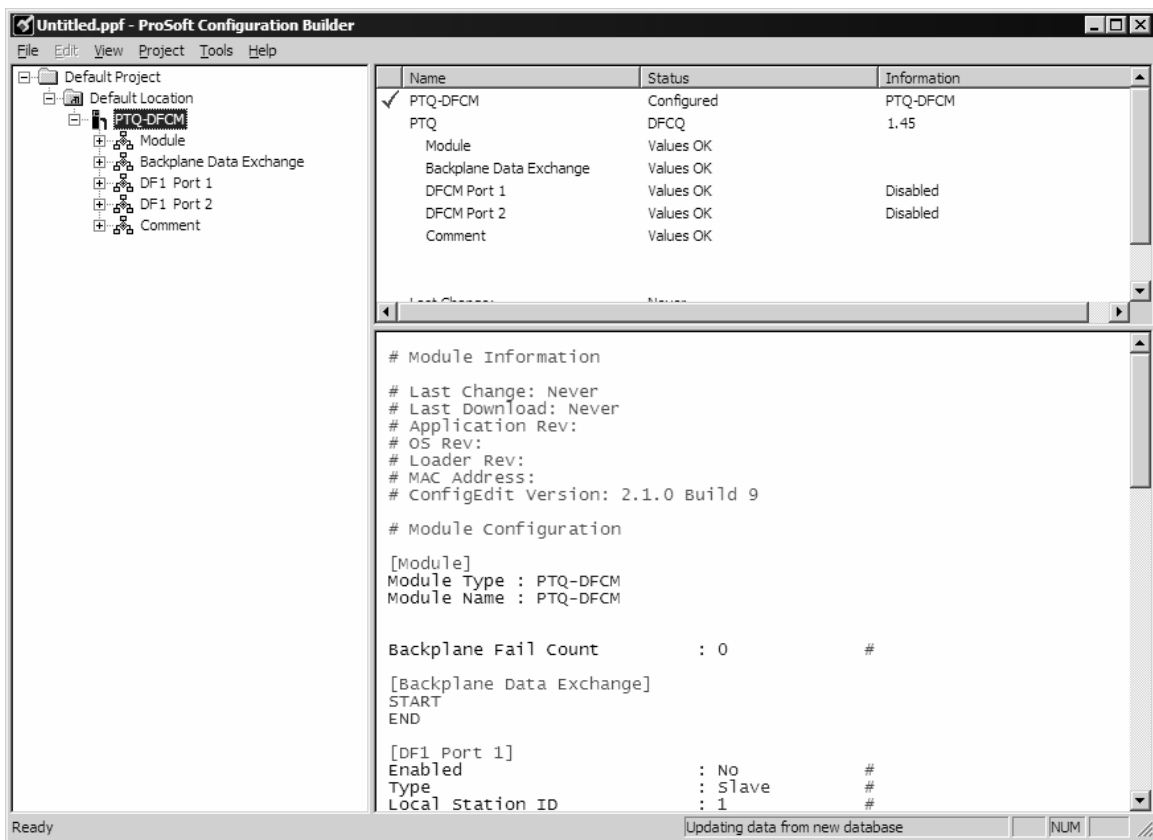 Untitled.ppf - ProSoft Configuration Builder
File Edit View Project Tools Help
Default Project
Default Location
PTQ-DFCM
Module
Backplane Data Exchange
DF1 Port 1
DF1 Port 2
Comment
Name Status Information
PTQ-DFCM Configured PTQ-DFCM
PTQ DFCQ 1.45
Module Values OK
Backplane Data Exchange Values OK
DFCM Port 1 Values OK Disabled
DFCM Port 2 Values OK Disabled
Comment Values OK
Last Change: Never
# Module Information
# Last Change: Never
# Last Download: Never
# Application Rev:
# OS Rev:
# Loader Rev:
# MAC Address:
# ConfigEdit Version: 2.1.0 Build 9
# Module Configuration
[Module]
Module Type : PTQ-DFCM
Module Name : PTQ-DFCM
Backplane Fail Count : 0 #
[Backplane Data Exchange]
START
END
[DF1 Port 1]
Enabled : No #
Type : Slave #
Local Station ID : 1 #
Ready Updating data from new database NUM